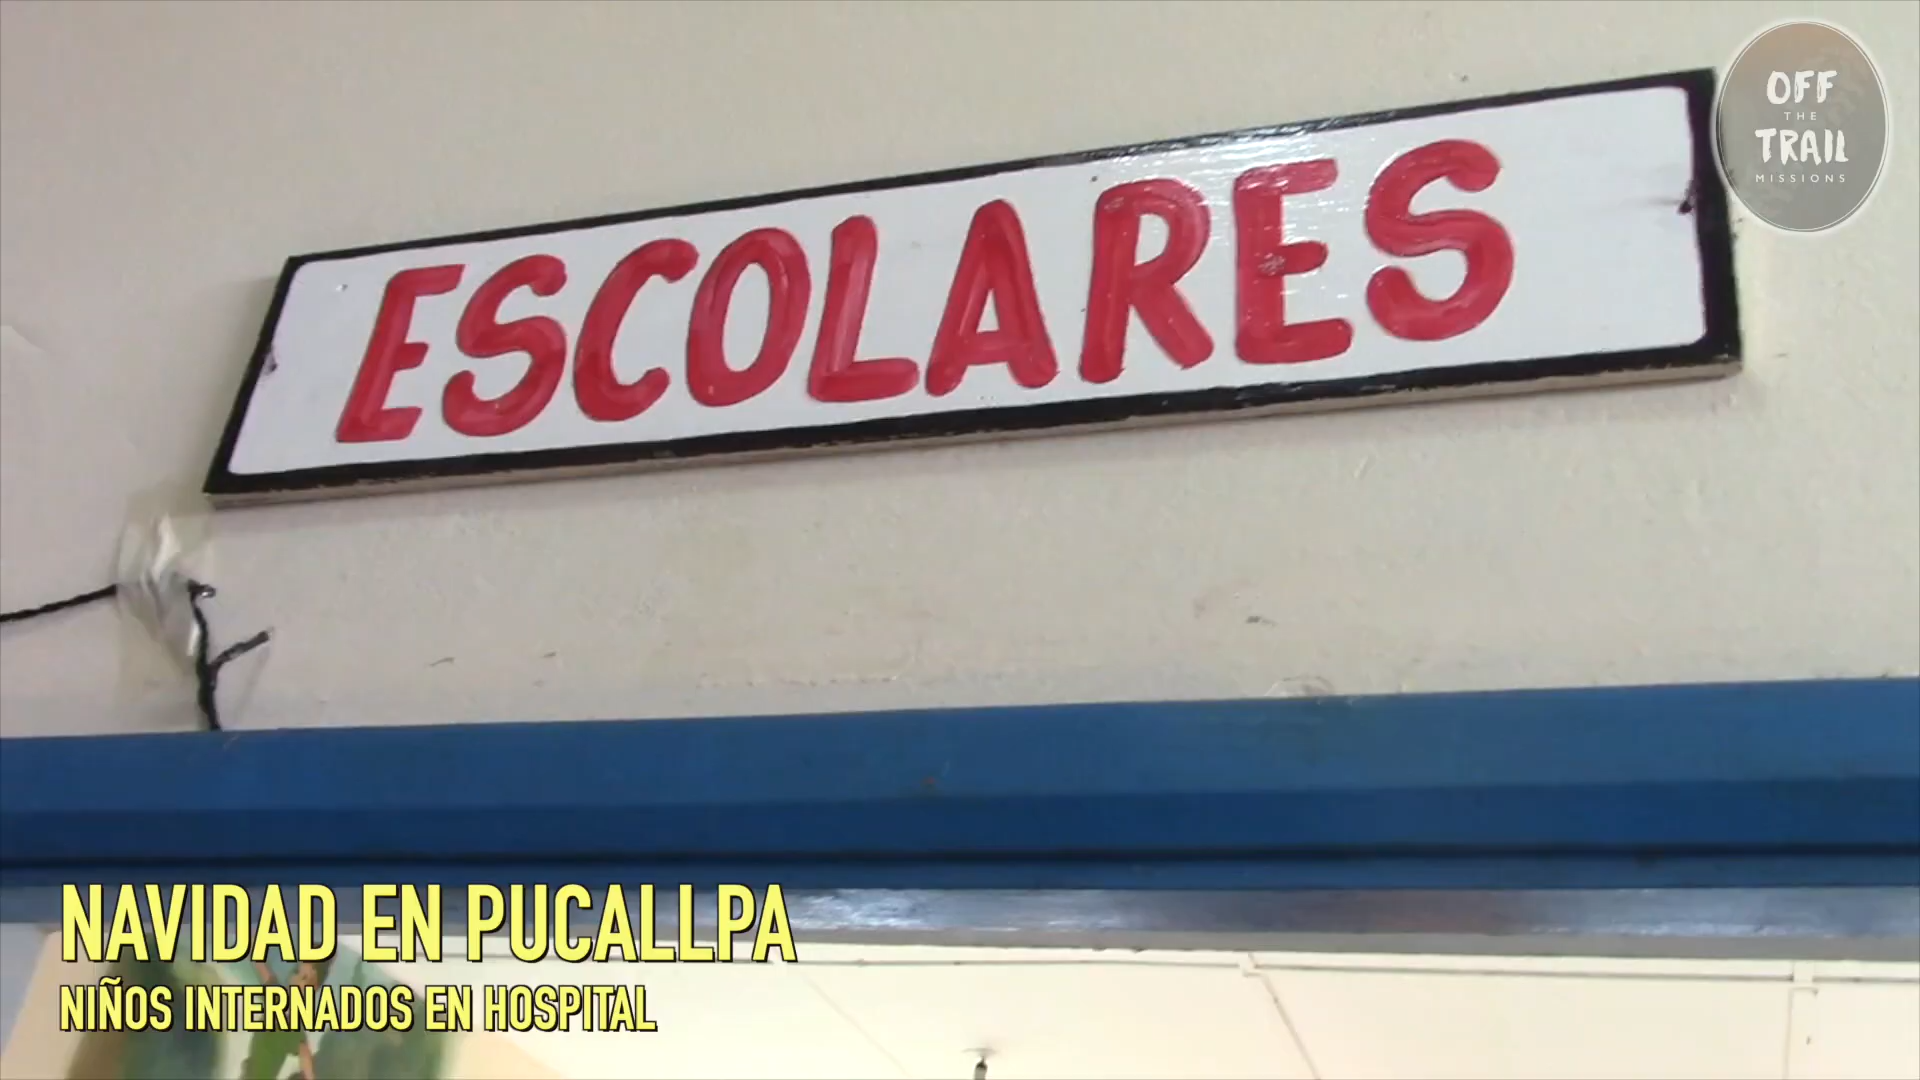 OFF
THE
TRAIL
MISSIONS
ESCOLARES
NAVIDAD EN PUCALLPA
NIÑOS INTERNADOS EN HOSPITAL